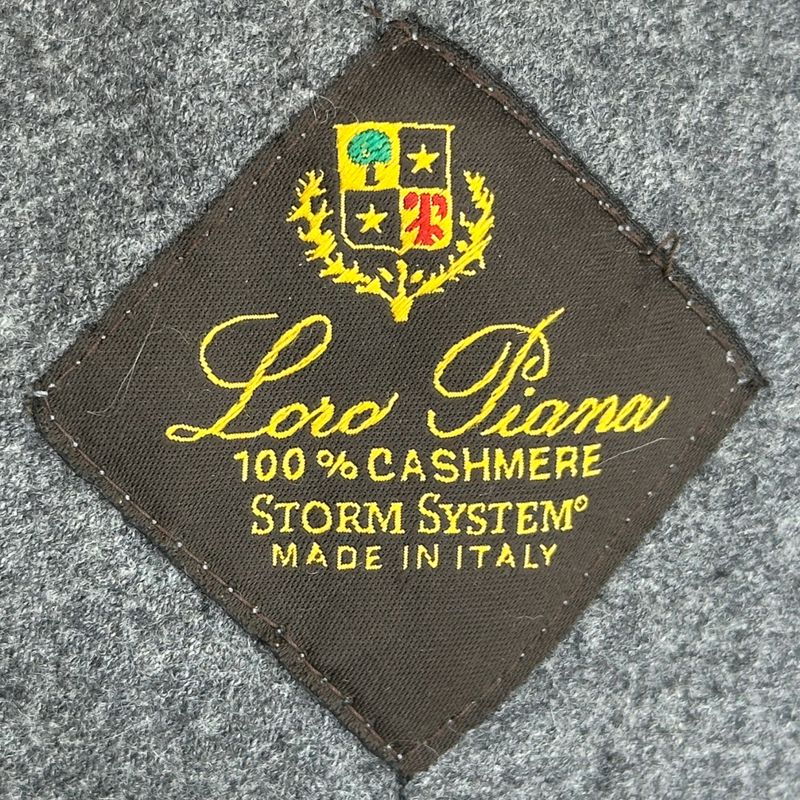 Loro Piana
100% CASHMERE
STORM SYSTEM®
MADE IN ITALY